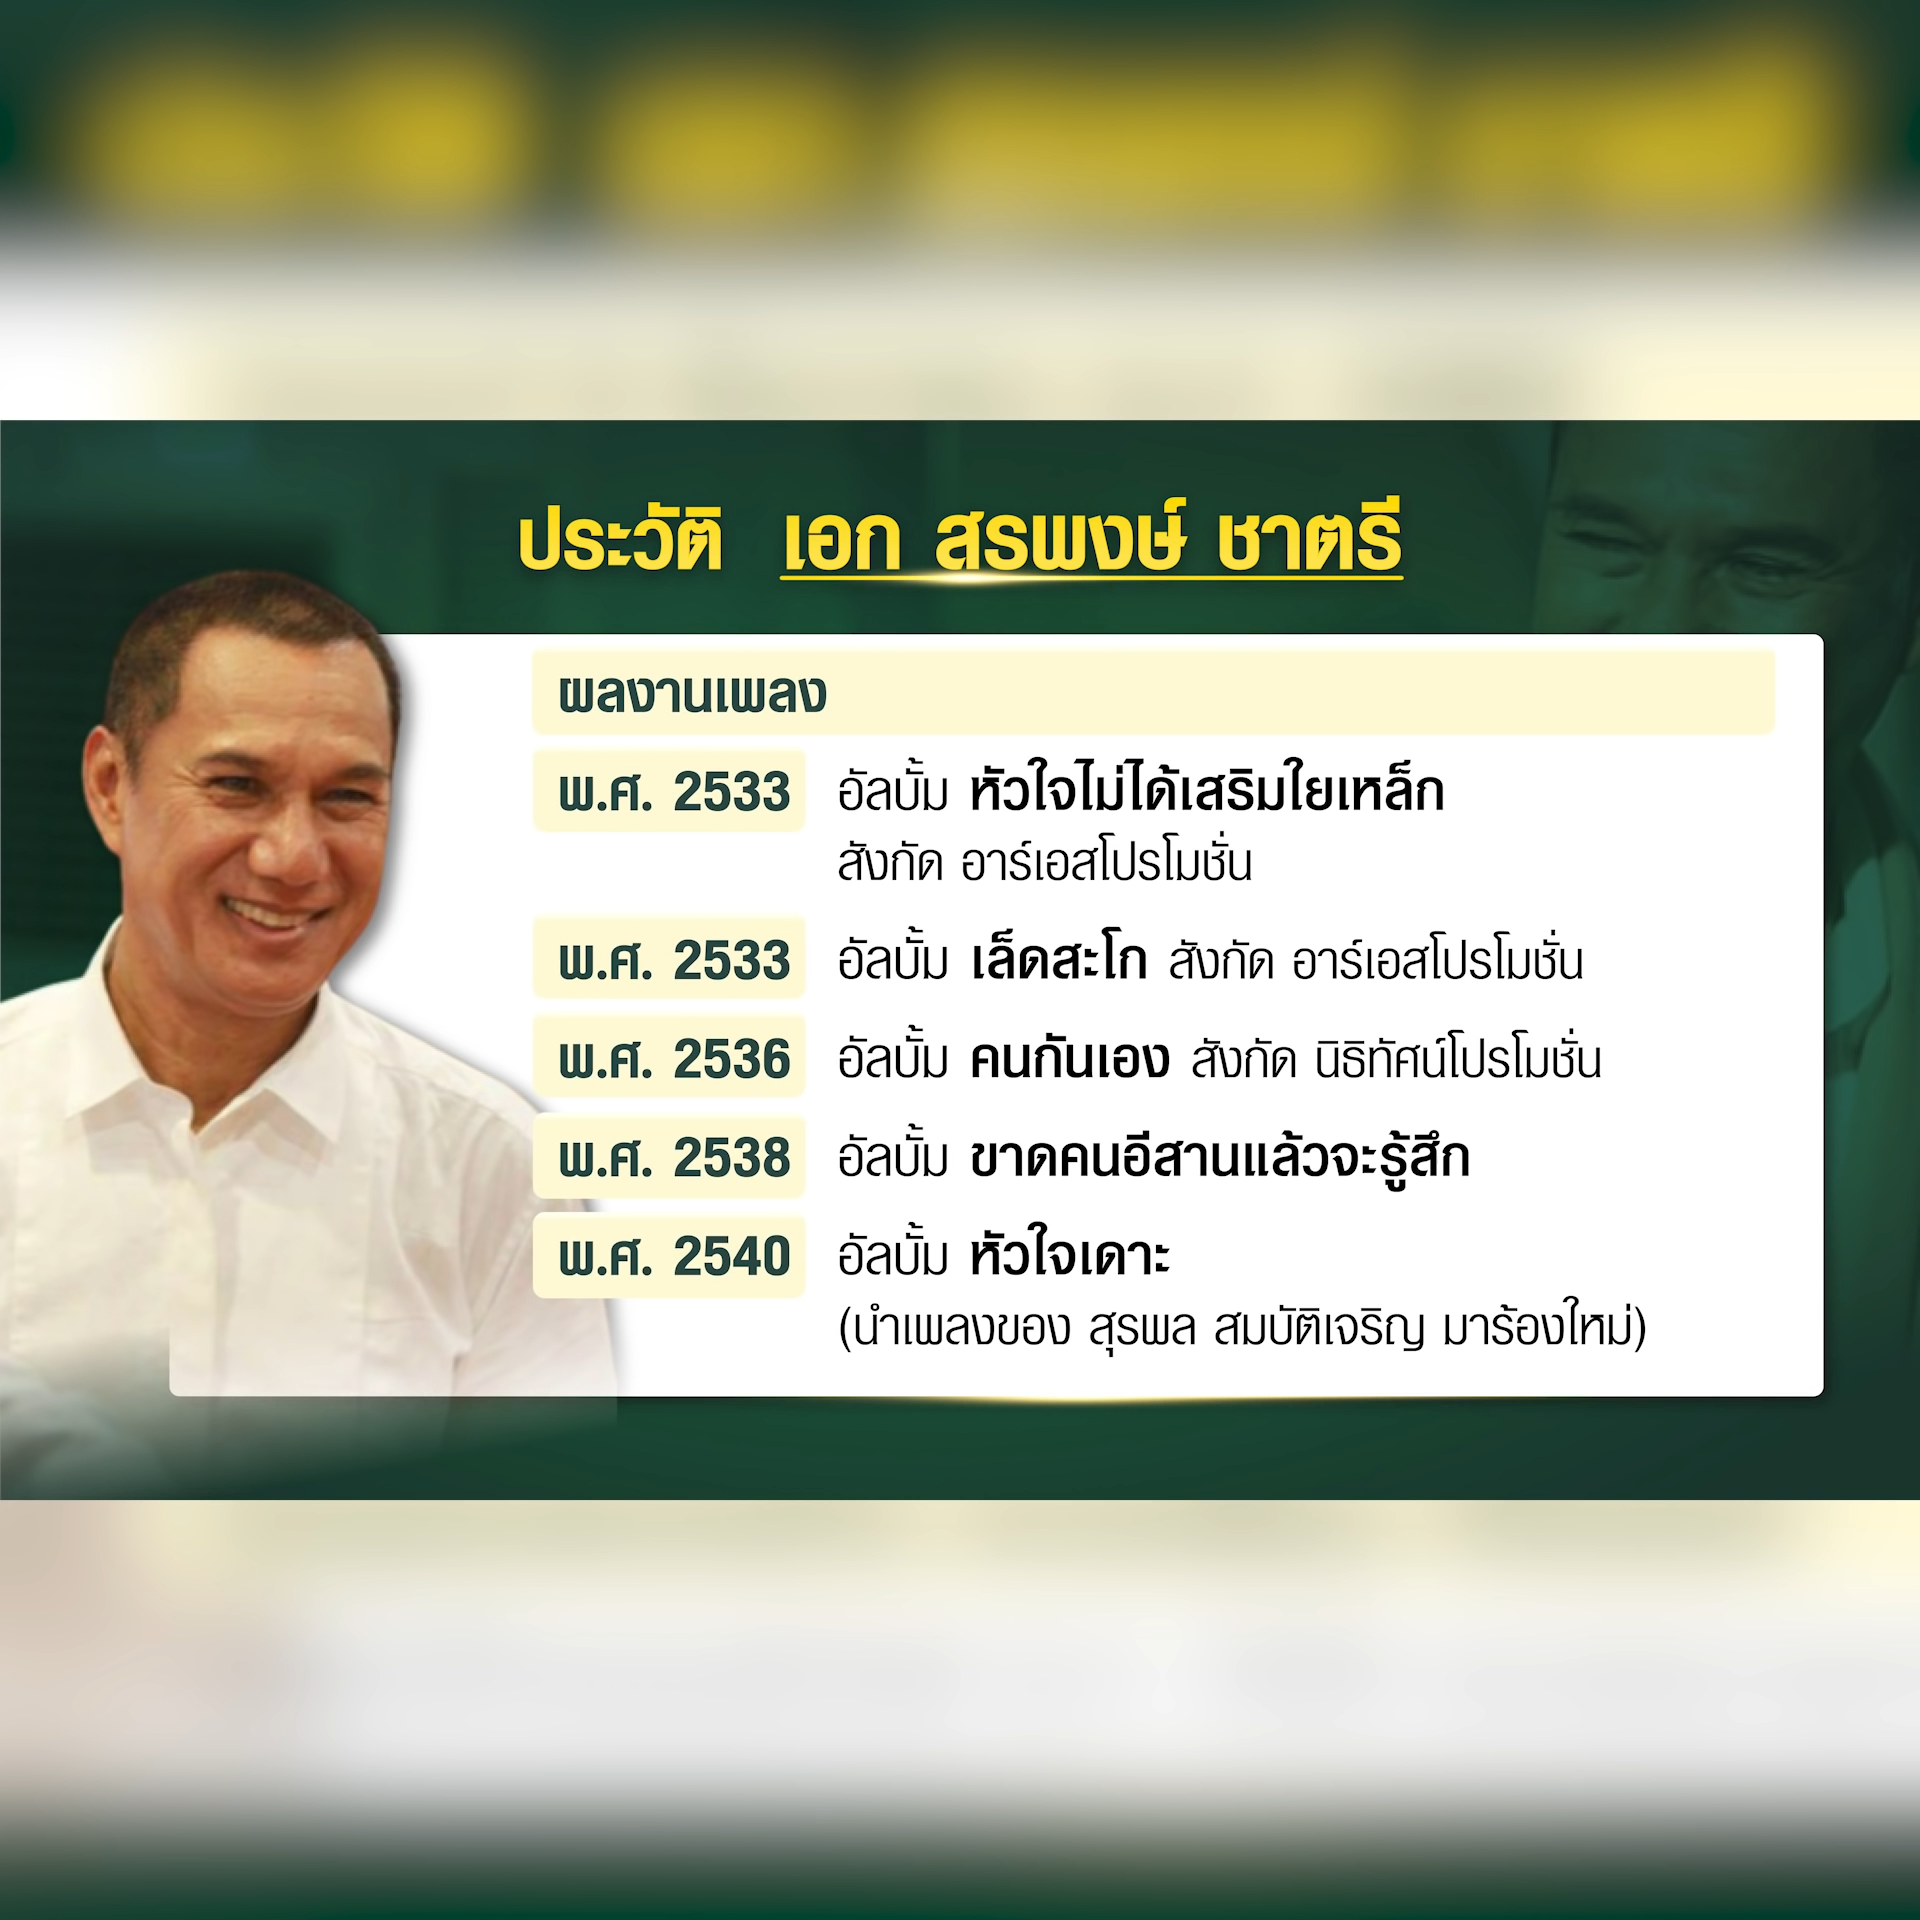 ประวัติ เอก สรพงษ์ ชาตรี
ผลงานเพลง
พ.ศ. 2533 อัลบั้ม หัวใจไม่ได้เสริมใยเหล็ก
สังกัด อาร์เอสโปรโมชั่น
พ.ศ. 2533 อัลบั้ม เล็ดสะโก สังกัด อาร์เอสโปรโมชั่น
พ.ศ. 2536 อัลบั้ม คนกันเอง สังกัด นิธิทัศน์โปรโมชั่น
พ.ศ. 2538 อัลบั้ม ขาดคนอีสานแล้วจะรู้สึก
พ.ศ. 2540 อัลบั้ม หัวใจเดาะ
(นำเพลงของ สุรพล สมบัติเจริญ มาร้องใหม่)